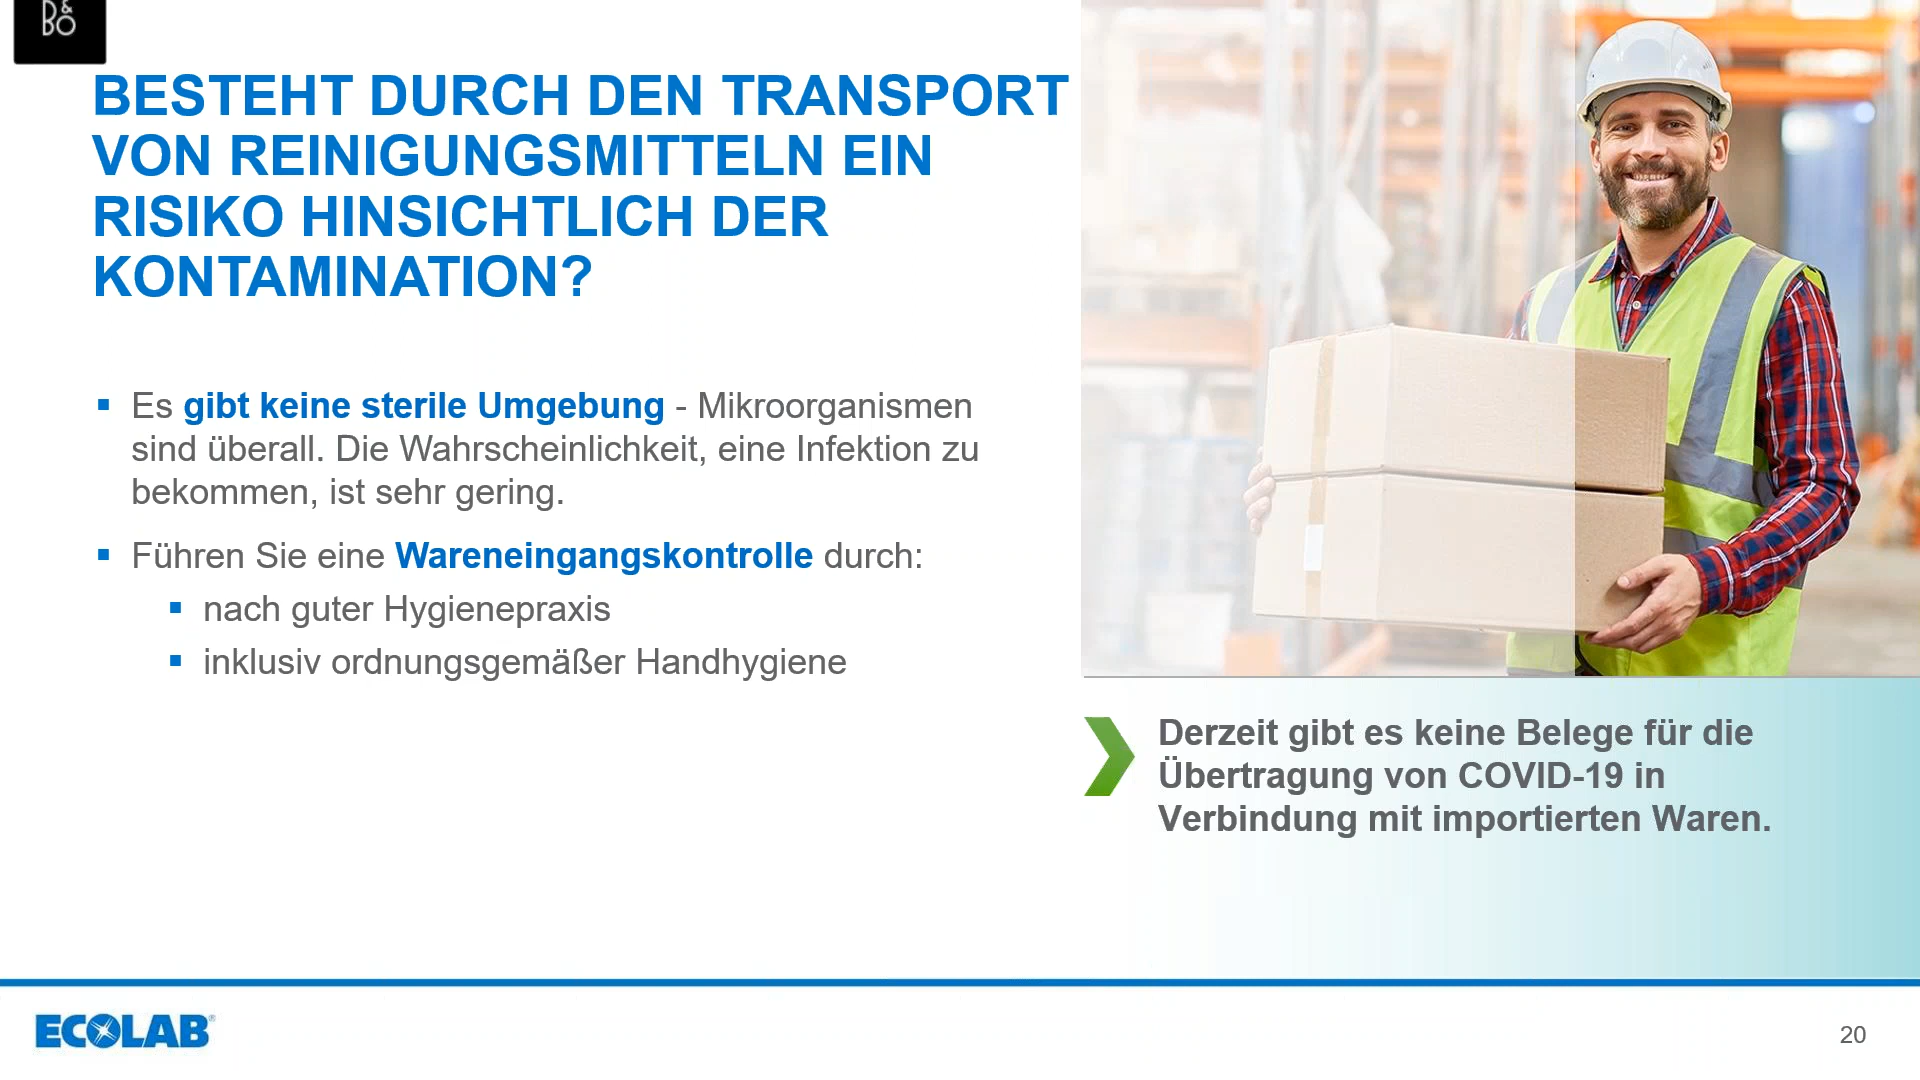 B&O
BESTEHT DURCH DEN TRANSPORT
VON REINIGUNGSMITTELN EIN
RISIKO HINSICHTLICH DER
KONTAMINATION?
▪ Es gibt keine sterile Umgebung - Mikroorganismen
sind überall. Die Wahrscheinlichkeit, eine Infektion zu
bekommen, ist sehr gering.
▪ Führen Sie eine Wareneingangskontrolle durch:
▪ nach guter Hygienepraxis
▪ inklusiv ordnungsgemäßer Handhygiene
Derzeit gibt es keine Belege für die
Übertragung von COVID-19 in
Verbindung mit importierten Waren.
ECOLAB®
20